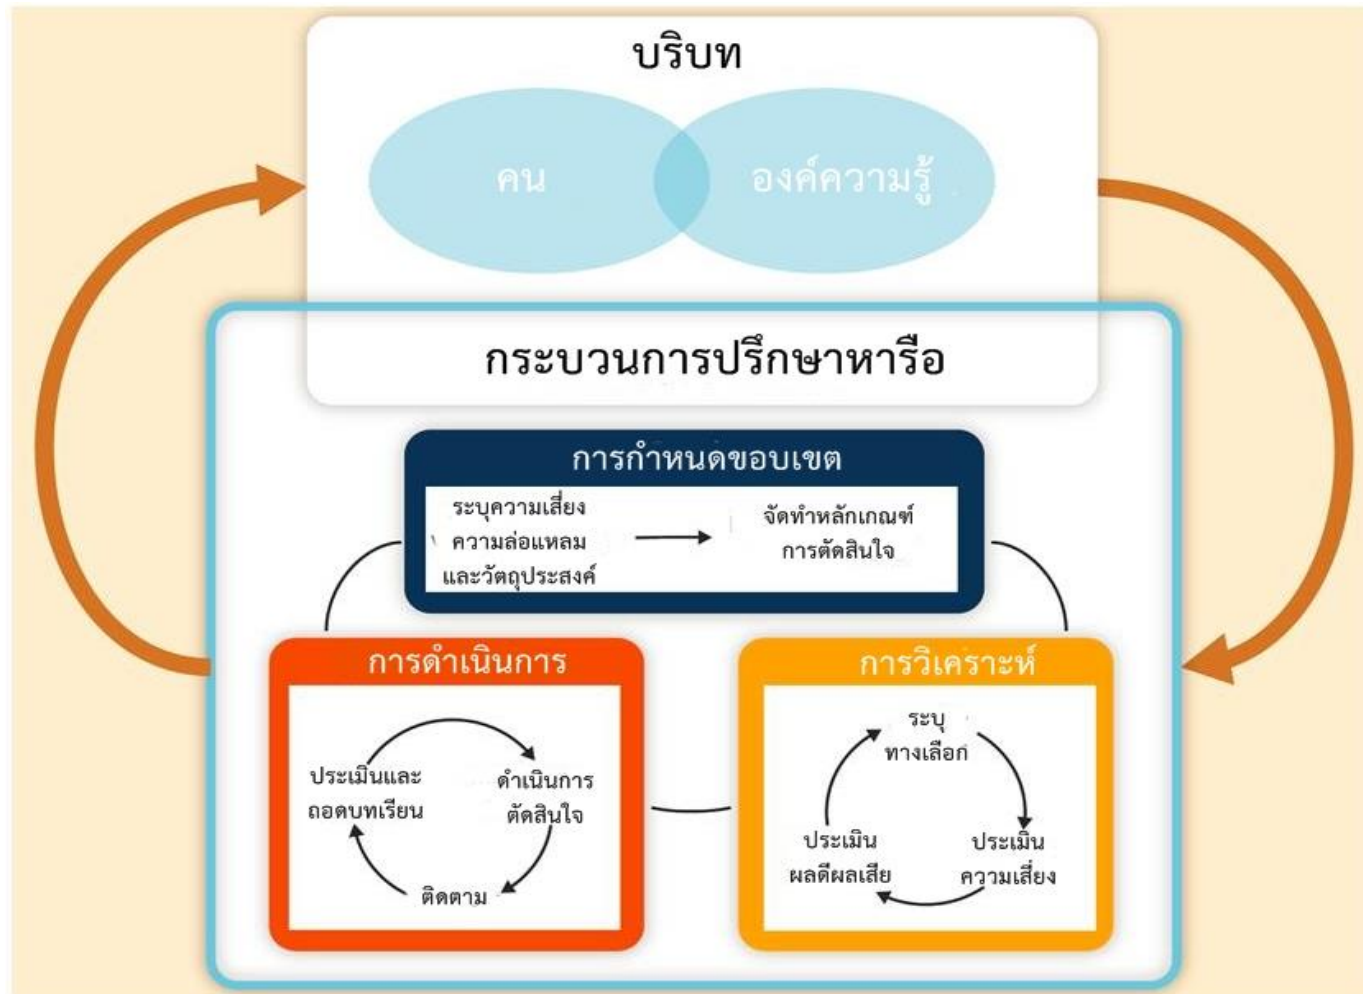 บริบท
คน
องค์ความรู้
กระบวนการปรึกษาหารือ
การกำหนดขอบเขต
ระบุความเสี่ยง
ความล่อแหลม
และวัตถุประสงค์
จัดทำหลักเกณฑ์
การตัดสินใจ
การดำเนินการ
ประเมินและ
ถอดบทเรียน
ดำเนินการ
ตัดสินใจ
ติดตาม
การวิเคราะห์
ระบุ
ทางเลือก
ประเมิน
ผลดีผลเสีย
ประเมิน
ความเสี่ยง